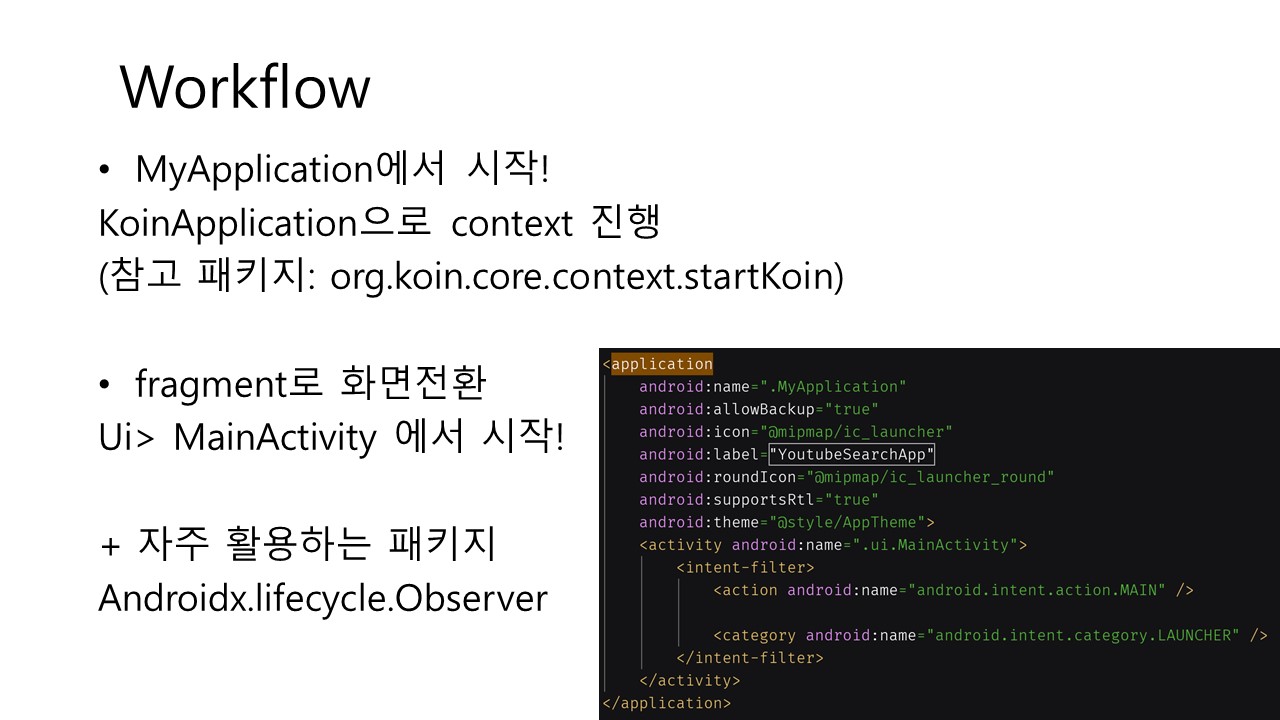 Workflow
• MyApplication에서 시작!
KoinApplication으로 context 진행
(참고 패키지: org.koin.core.context.startKoin)
• fragment로 화면전환
Ui> MainActivity 에서 시작!
+ 자주 활용하는 패키지
Androidx.lifecycle.Observer
<application
android:name=".MyApplication"
android:allowBackup="true"
android:icon="@mipmap/ic_launcher"
android:label="YoutubeSearchApp"
android:roundIcon="@mipmap/ic_launcher_round"
android:supportsRtl="true"
android:theme="@style/AppTheme">
<activity android:name=".ui.MainActivity">
<intent-filter>
<action android:name="android.intent.action.MAIN" />
<category android:name="android.intent.category.LAUNCHER" />
</intent-filter>
</activity>
</application>